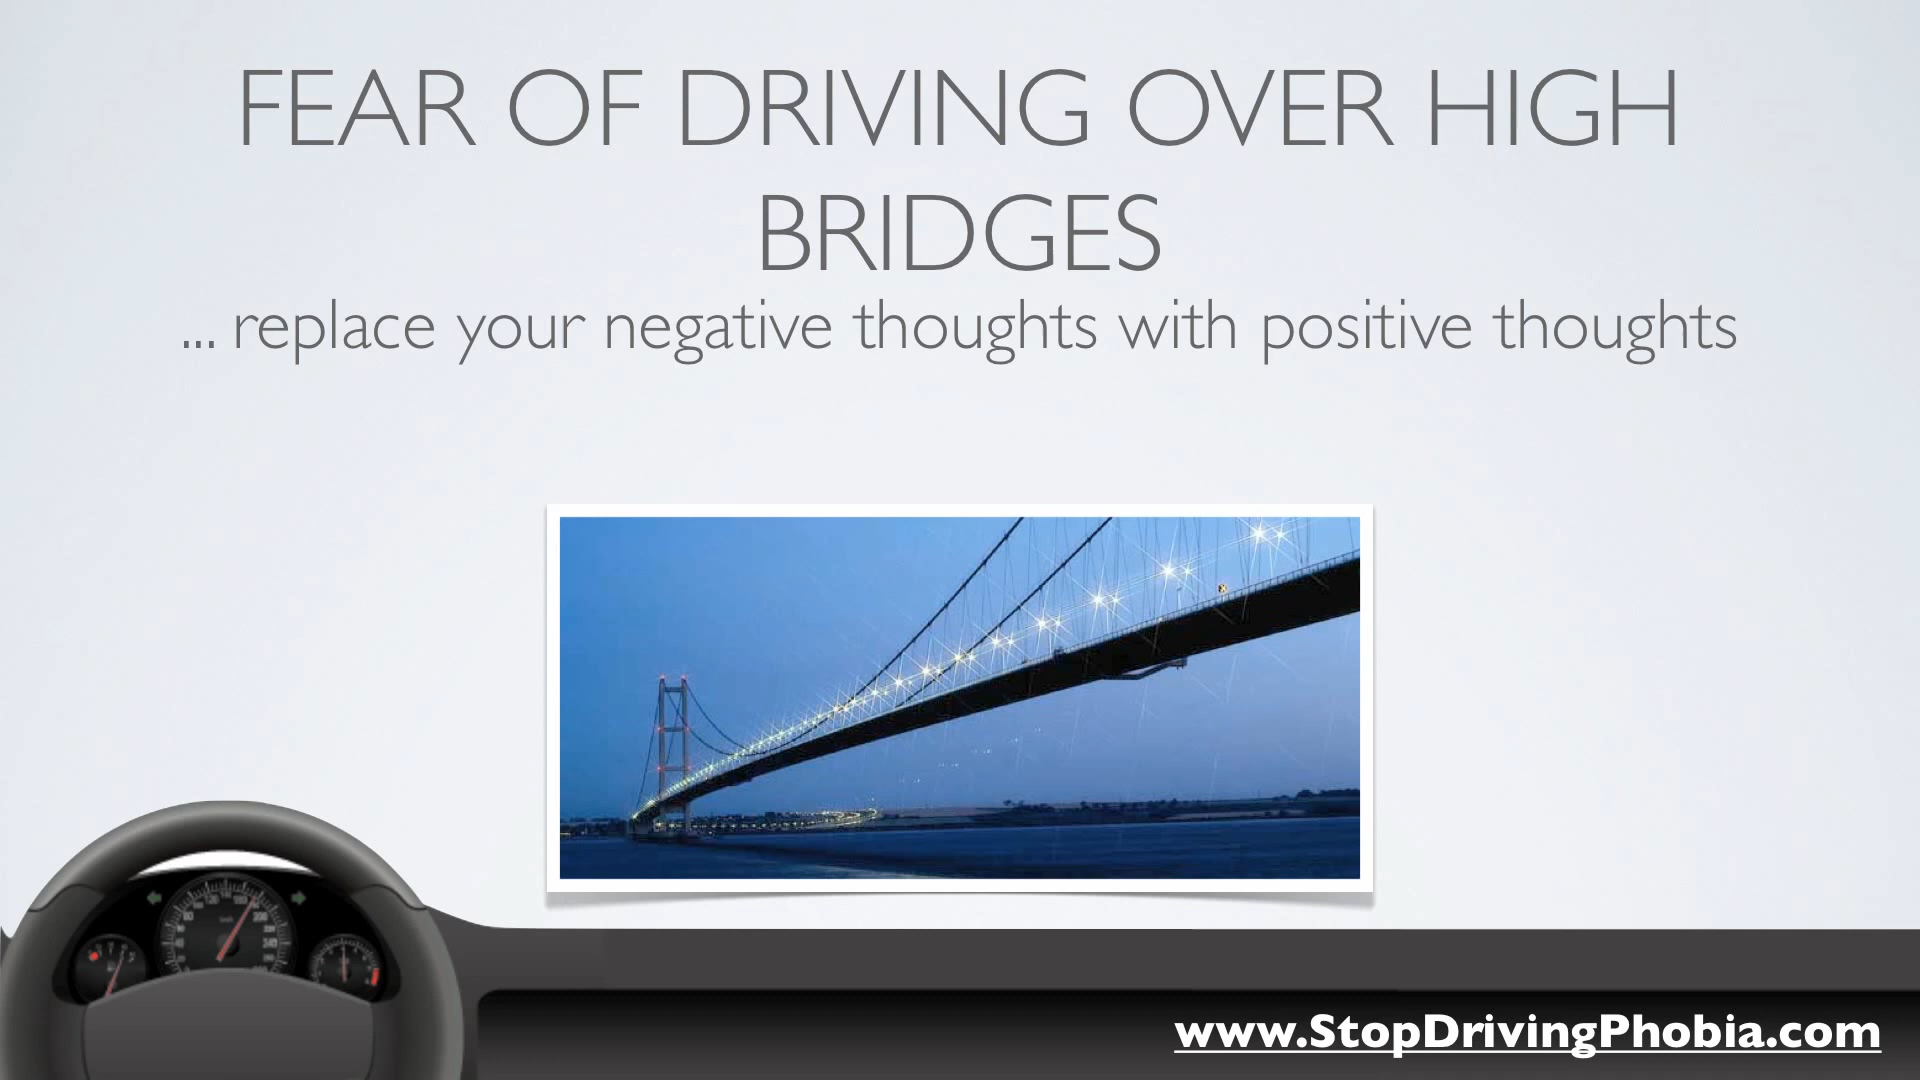 FEAR OF DRIVING OVER HIGH
BRIDGES
... replace your negative thoughts with positive thoughts
www.StopDrivingPhobia.com